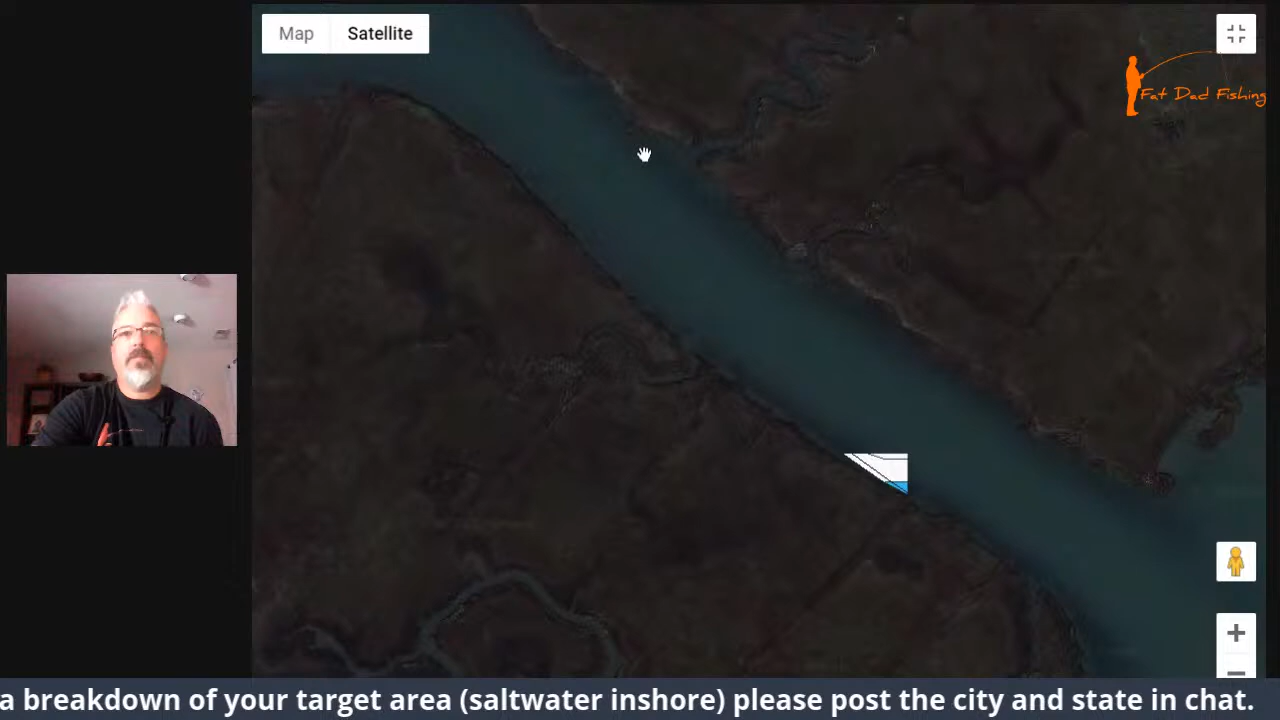 Map Satellite
Fat Dad Fishing
a breakdown of your target area (saltwater inshore) please post the city and state in chat.